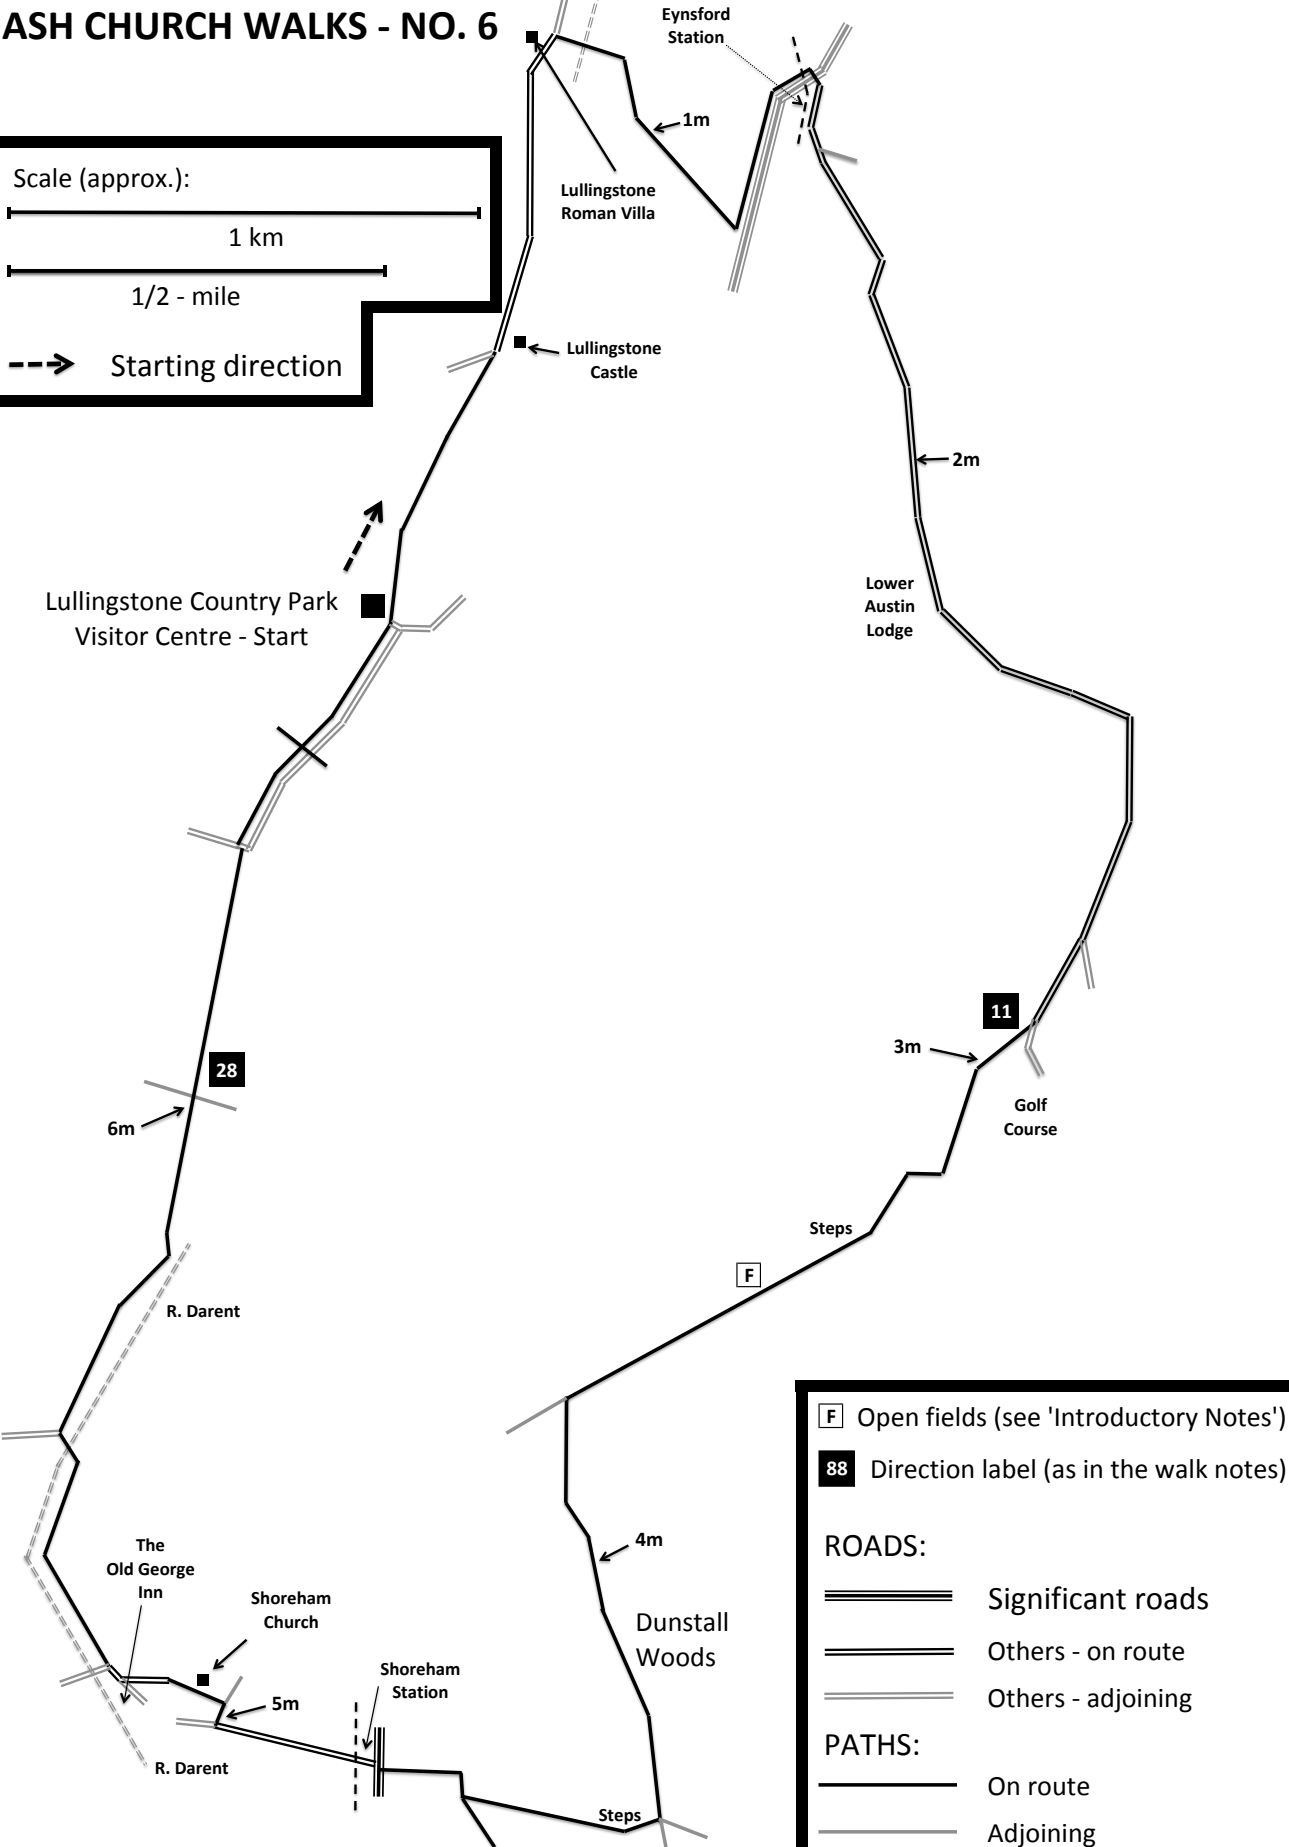 ASH CHURCH WALKS - NO. 6
Eynsford
Station
1m
Scale (approx.):
1 km
1/2 - mile
Starting direction
Lullingstone
Roman Villa
Lullingstone
Castle
2m
Lullingstone Country Park
Visitor Centre - Start
Lower
Austin
Lodge
11
3m
Golf
Course
28
6m
Steps
F
R. Darent
The
Old George
Inn
Shoreham
Church
4m
Dunstall
Woods
Shoreham
Station
5m
R. Darent
Steps
F Open fields (see 'Introductory Notes')
88 Direction label (as in the walk notes)
ROADS:
Significant roads
Others - on route
Others - adjoining
PATHS:
On route
Adjoining